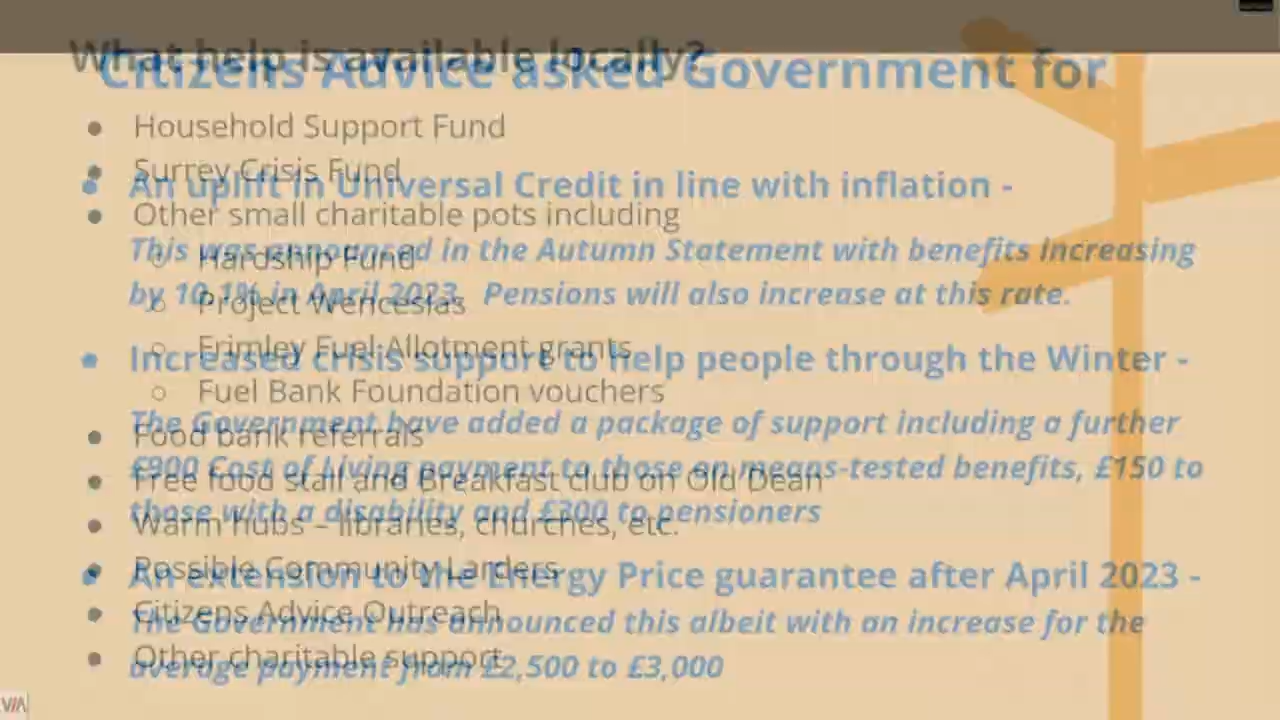 What help is available locally?
Household Support Fund
Surrey Crisis Fund
Other small charitable pots including
Hardship Fund
Project Wenceslas
Frimley Fuel Allotment grants
Fuel Bank Foundation vouchers
Food bank referrals
Free food stall and Breakfast club on Old Dean
Warm hubs – libraries, churches, etc.
Possible Community Larders
Citizens Advice Outreach
Other charitable support
Citizens Advice asked Government for
An uplift in Universal Credit in line with inflation -
This was announced in the Autumn Statement with benefits increasing
by 10.1% in April 2023. Pensions will also increase at this rate.
Increased crisis support to help people through the Winter -
The Government have added a package of support including a further
£900 Cost of Living payment to those on means-tested benefits, £150 to
those with a disability and £300 to pensioners
An extension to the Energy Price guarantee after April 2023 -
The Government has announced this albeit with an increase for the
average payment from £2,500 to £3,000